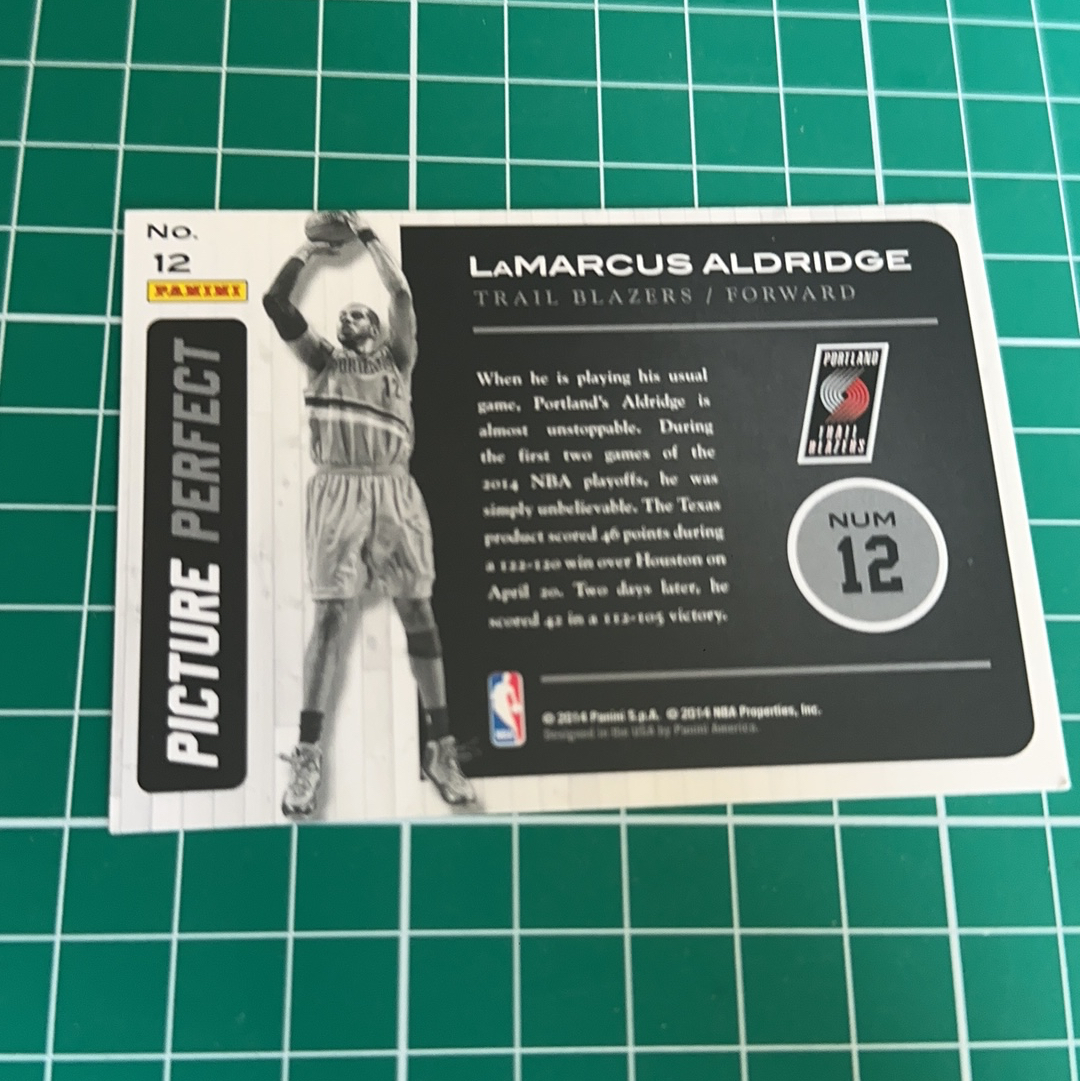 No.
12
PANINI
PICTURE PERFECT
PORTLAND
12
LaMARCUS ALDRIDGE
TRAIL BLAZERS / FORWARD
When he is playing his usual
game, Portland's Aldridge is
almost unstoppable. During
the first two games of the
2014 NBA playoffs, he was
simply unbelievable. The Texas
product scored 46 points during
a 122-120 win over Houston on
April 20. Two days later, he
scored 42 in a 112-105 victory.
PORTLAND
TRAIL
BLAZERS
NUM
12
NBA
© 2014 Panini S.p.A. © 2014 NBA Properties, Inc.
Designed in the USA by Panini America.